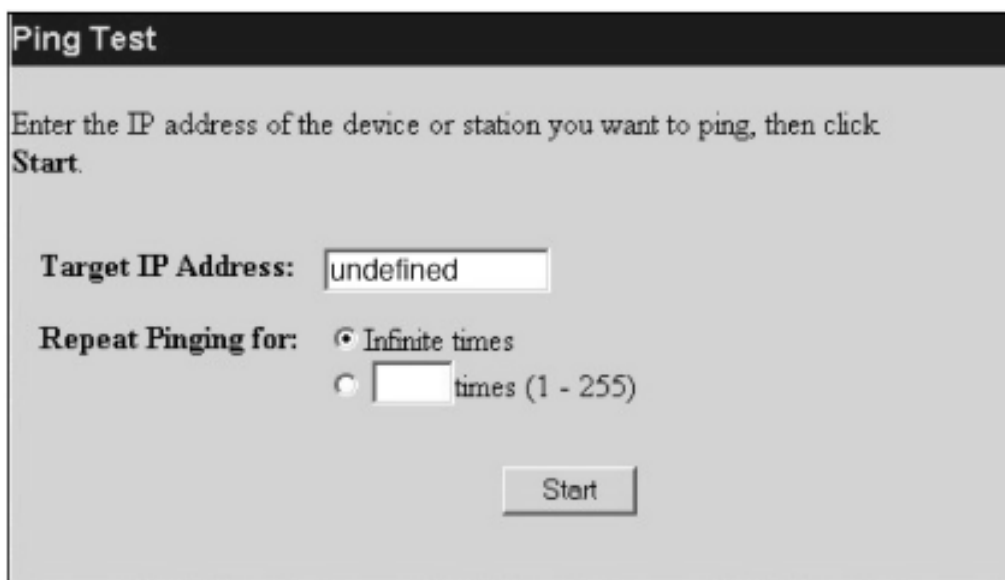 Ping Test
Enter the IP address of the device or station you want to ping, then click
Start.
Target IP Address: undefined
Repeat Pinging for: Infinite times
times (1 - 255)
Start